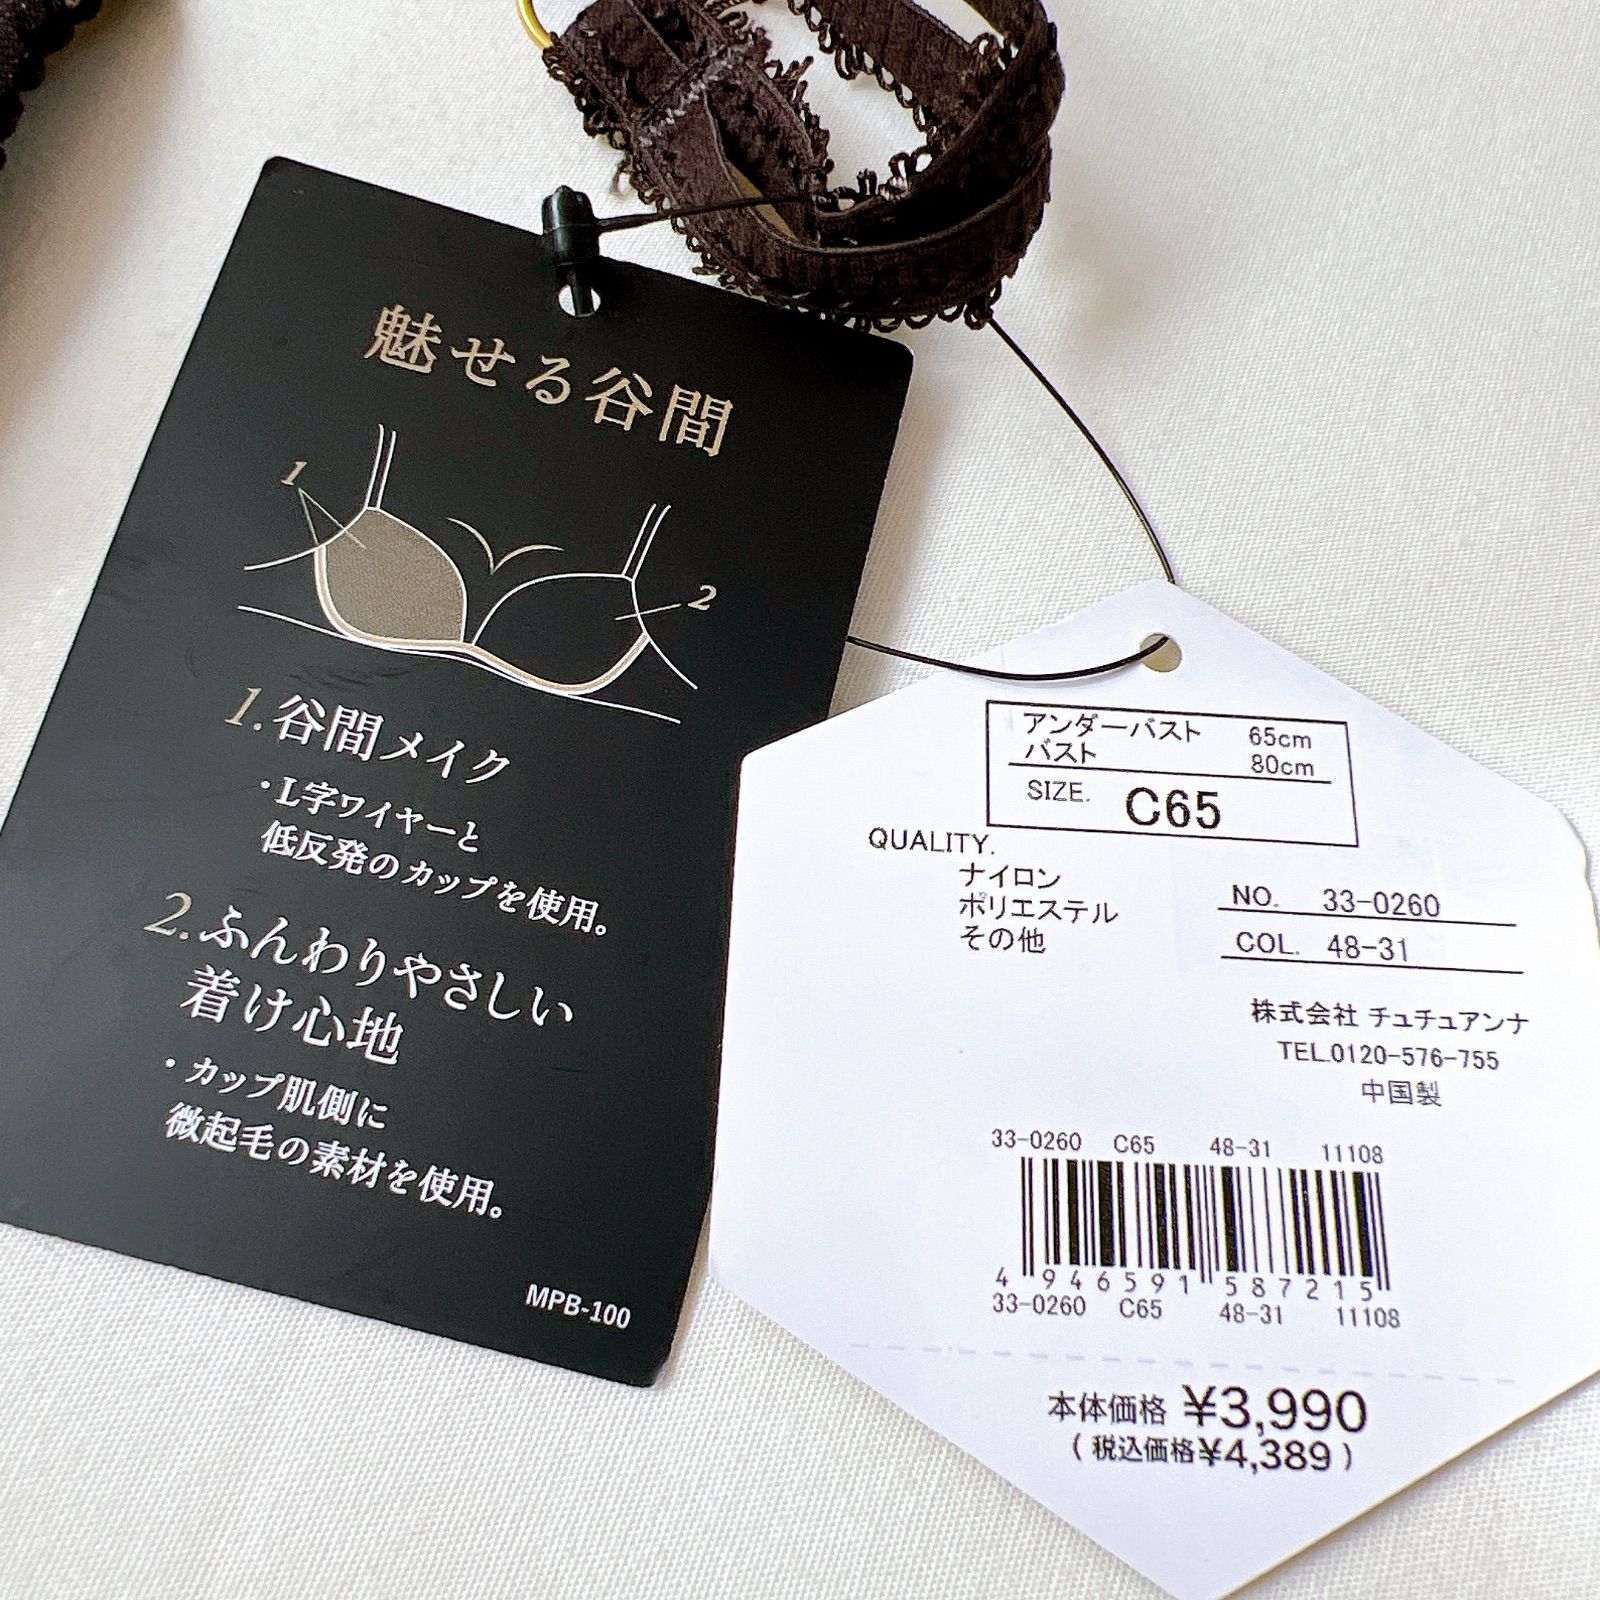 魅せる谷間
1
2
1.谷間メイク
・L字ワイヤーと
低反発のカップを使用。
2.ふんわりやさしい
着け心地
・カップ肌側に
微起毛の素材を使用。
MPB-100
アンダーバスト 65cm
バスト 80cm
SIZE. C65
QUALITY.
ナイロン
ポリエステル
その他
NO. 33-0260
COL. 48-31
株式会社 チュチュアンナ
TEL.0120-576-755
中国製
33-0260 C65 48-31 11108
4 946591 587215
33-0260 C65 48-31 11108
本体価格 ¥3,990
(税込価格¥4,389)